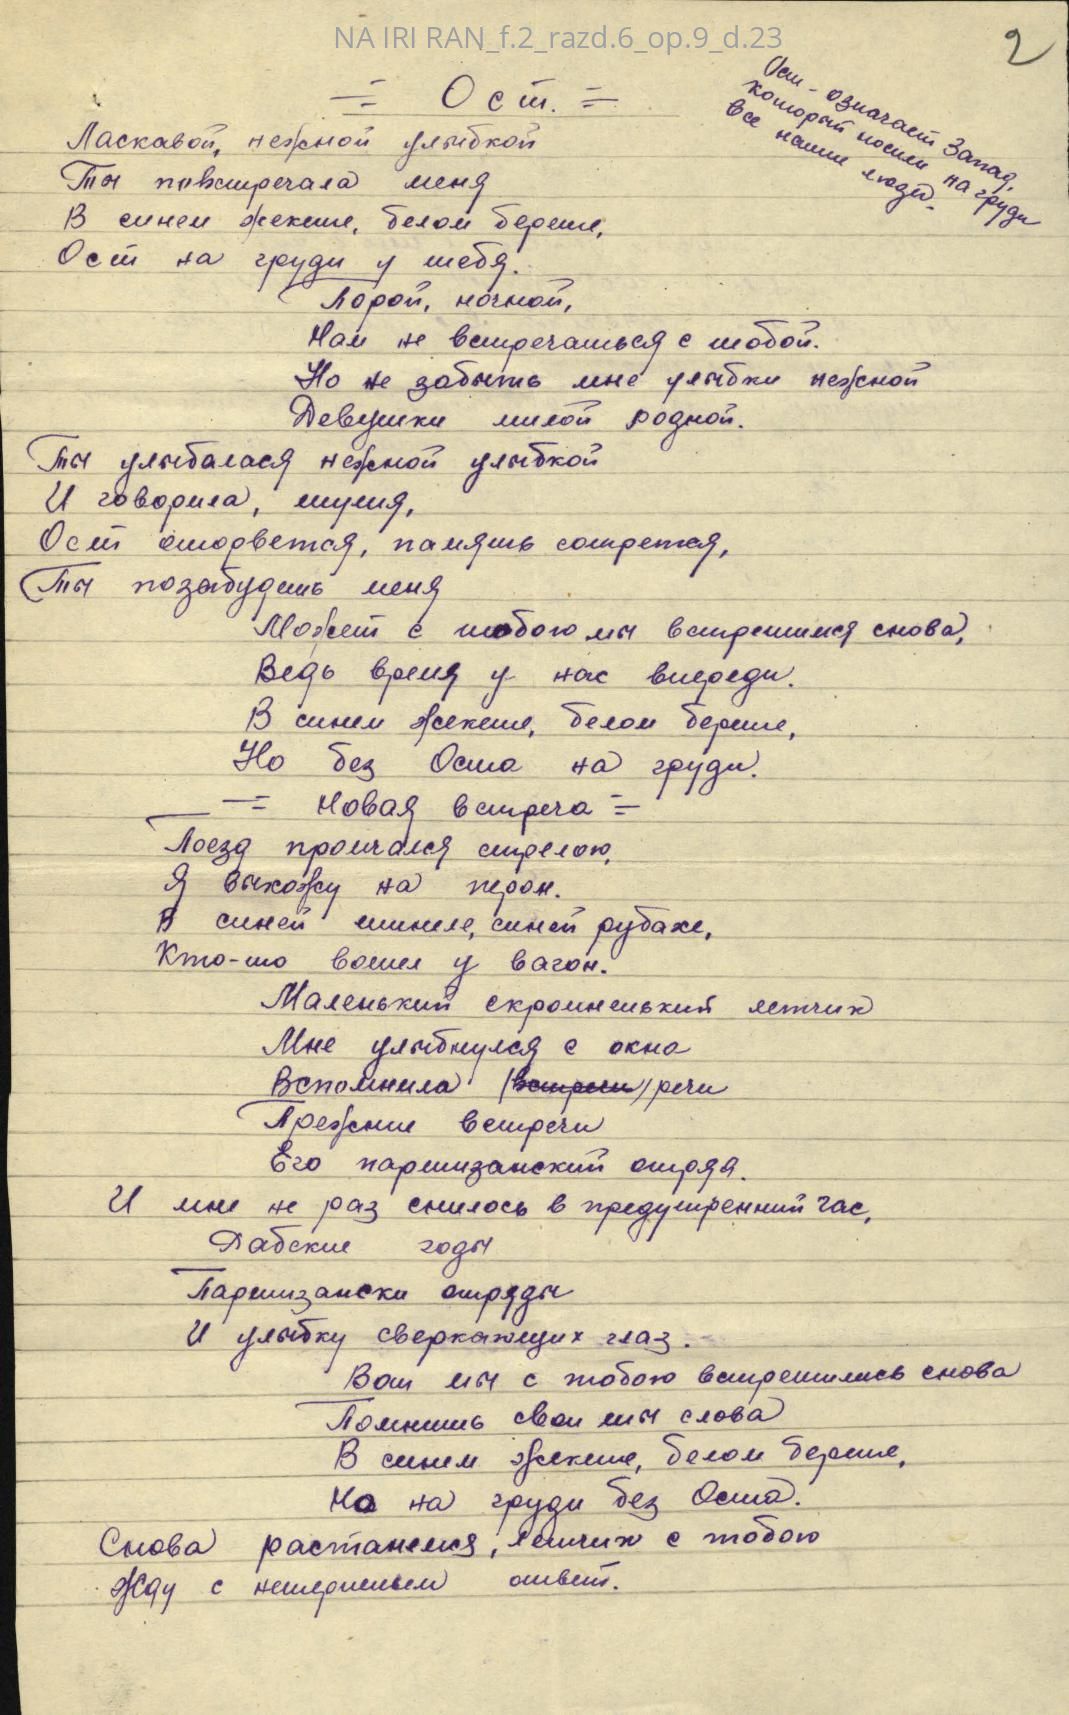 NA IRI RAN_f.2_razd.6_op.9_d.23
2
= Ост. =
Ост - означает Запад,
который носили на груди
все наши люди.
Ласкавой, нежной улыбкой
Ты повстречала меня
В синем жекете, белом берете,
Ост на груди у тебя.
Порой, ночной,
Нам не встречаться с тобой.
Но не забыть мне улыбки нежной
Девушки милой родной.
Ты улыбалася нежной улыбкой
И говорила, шутя,
Ост оторвется, память сотрется,
Ты позабудешь меня
Может с тобою мы встретимся снова,
Ведь время у нас впереди.
В синем жекете, белом берете,
Но без Оста на груди.
= Новая встреча =
Поезд промчался стрелою,
Я выхожу на перон.
В синей шинеле, синей рубахе,
Кто-то вошел у вагон.
Маленький скромненький летчик
Мне улыбнулся с окна
Вспомнила (встречи) речи
Прежние встречи
Его партизанский отряд.
И мне не раз снилось в предутренний час,
годы
Партизански отряды
И улыбку сверкающих глаз.
Вот мы с тобою встретились снова
Помнишь свои ты слова
В синем жекете, белом берете,
Но на груди без Оста.
Снова растанемся, летчик с тобою
Жду с нетерпеньем ответ.